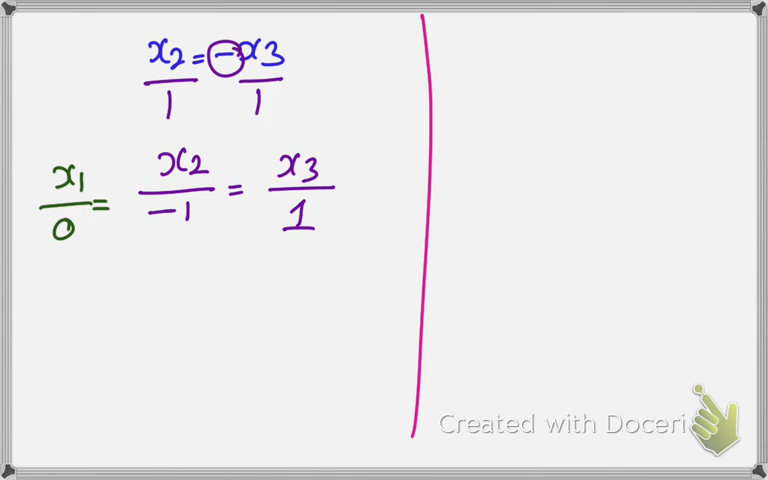 x₂/1 = -x₃/1
x₁/0 = x₂/-1 = x₃/1
Created with Doceri